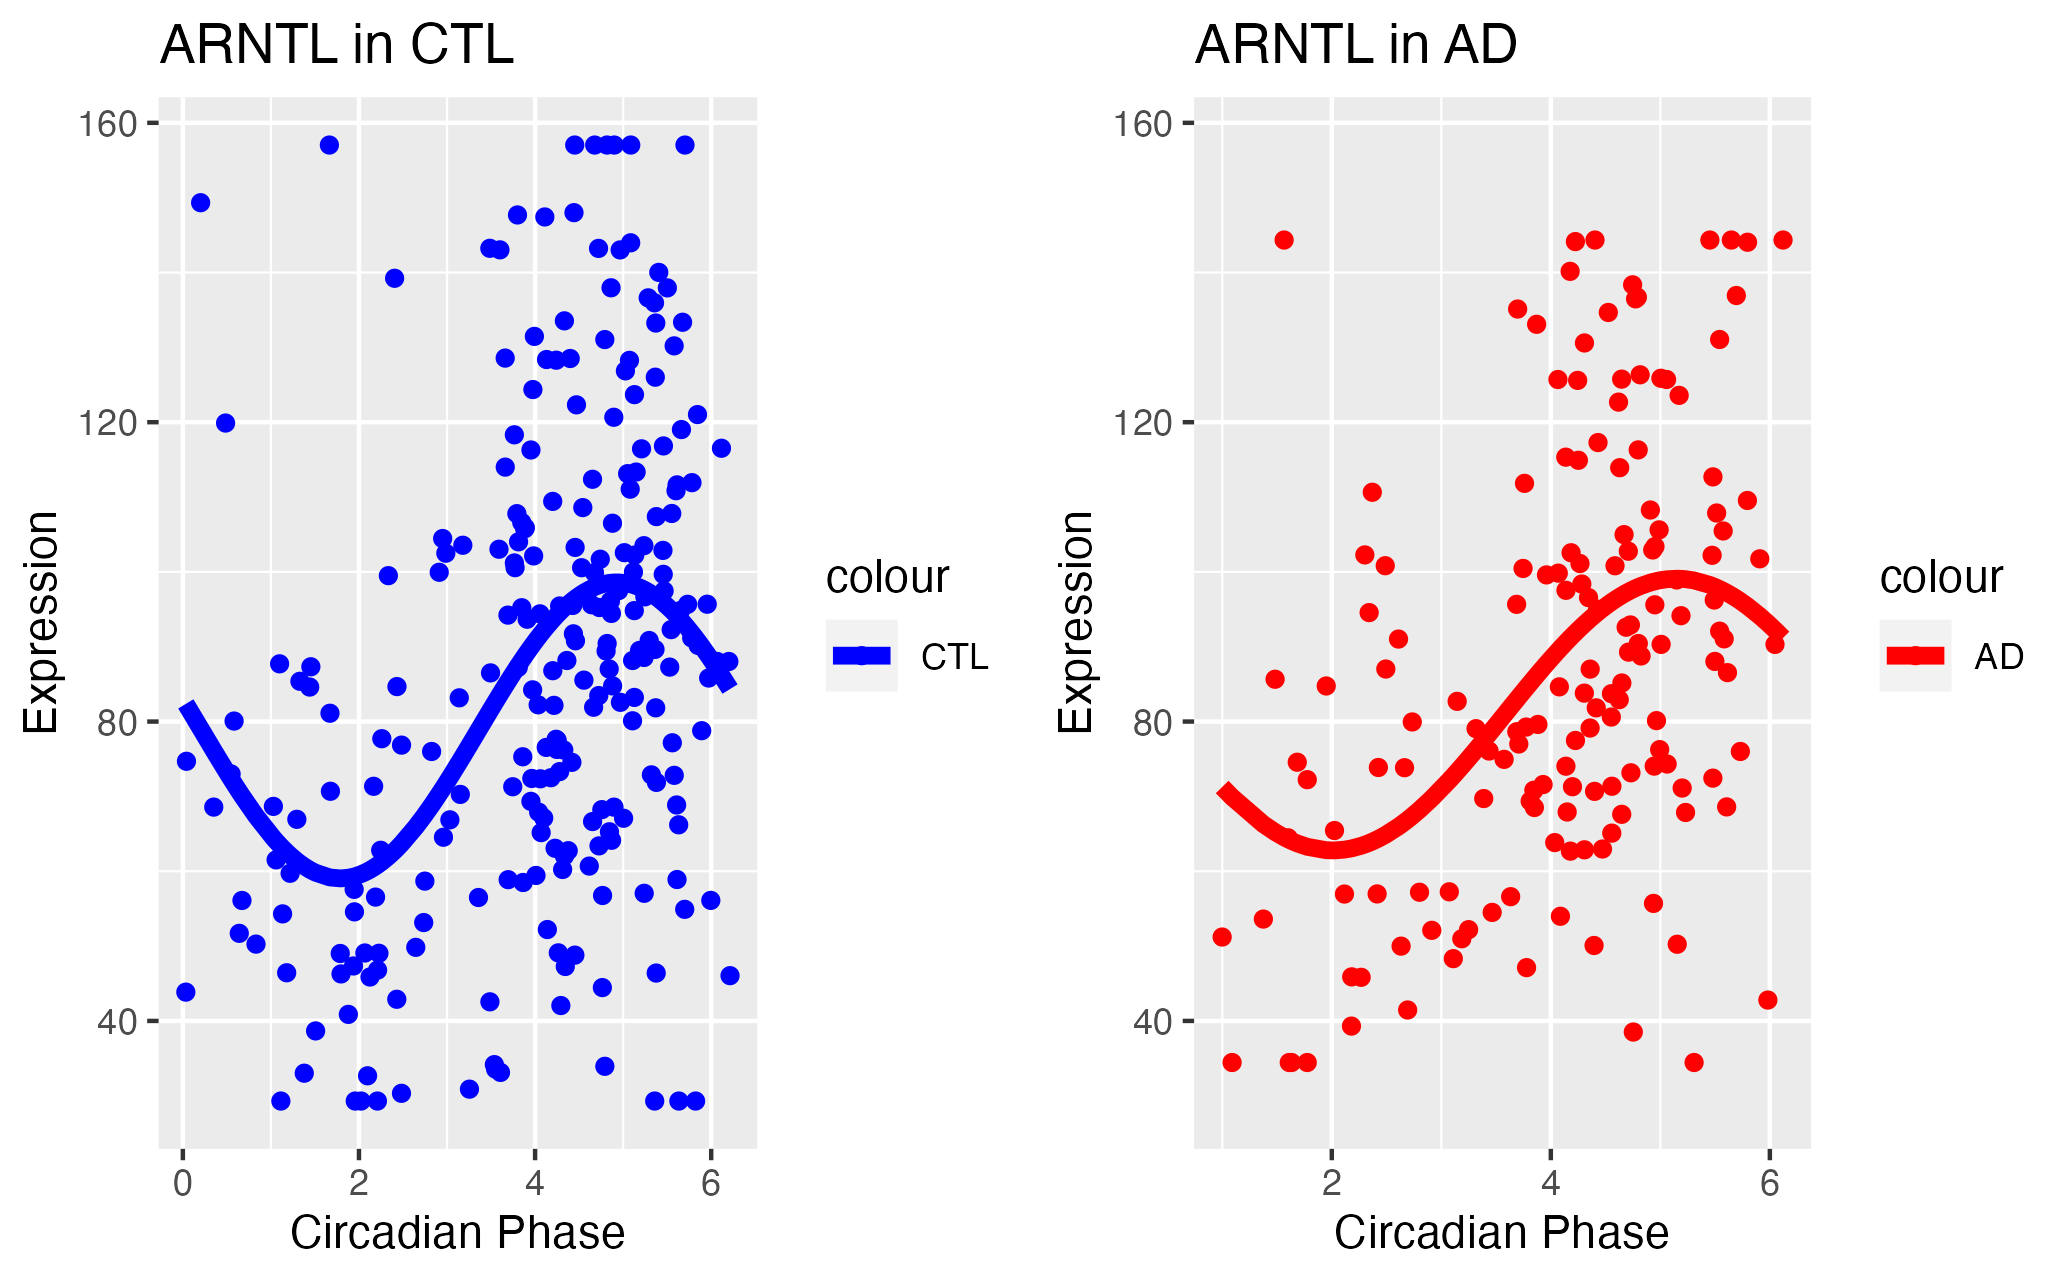 ARNTL in CTL
160
120
80
40
Expression
0 2 4 6
Circadian Phase
colour
CTL
ARNTL in AD
160
120
80
40
Expression
2 4 6
Circadian Phase
colour
AD